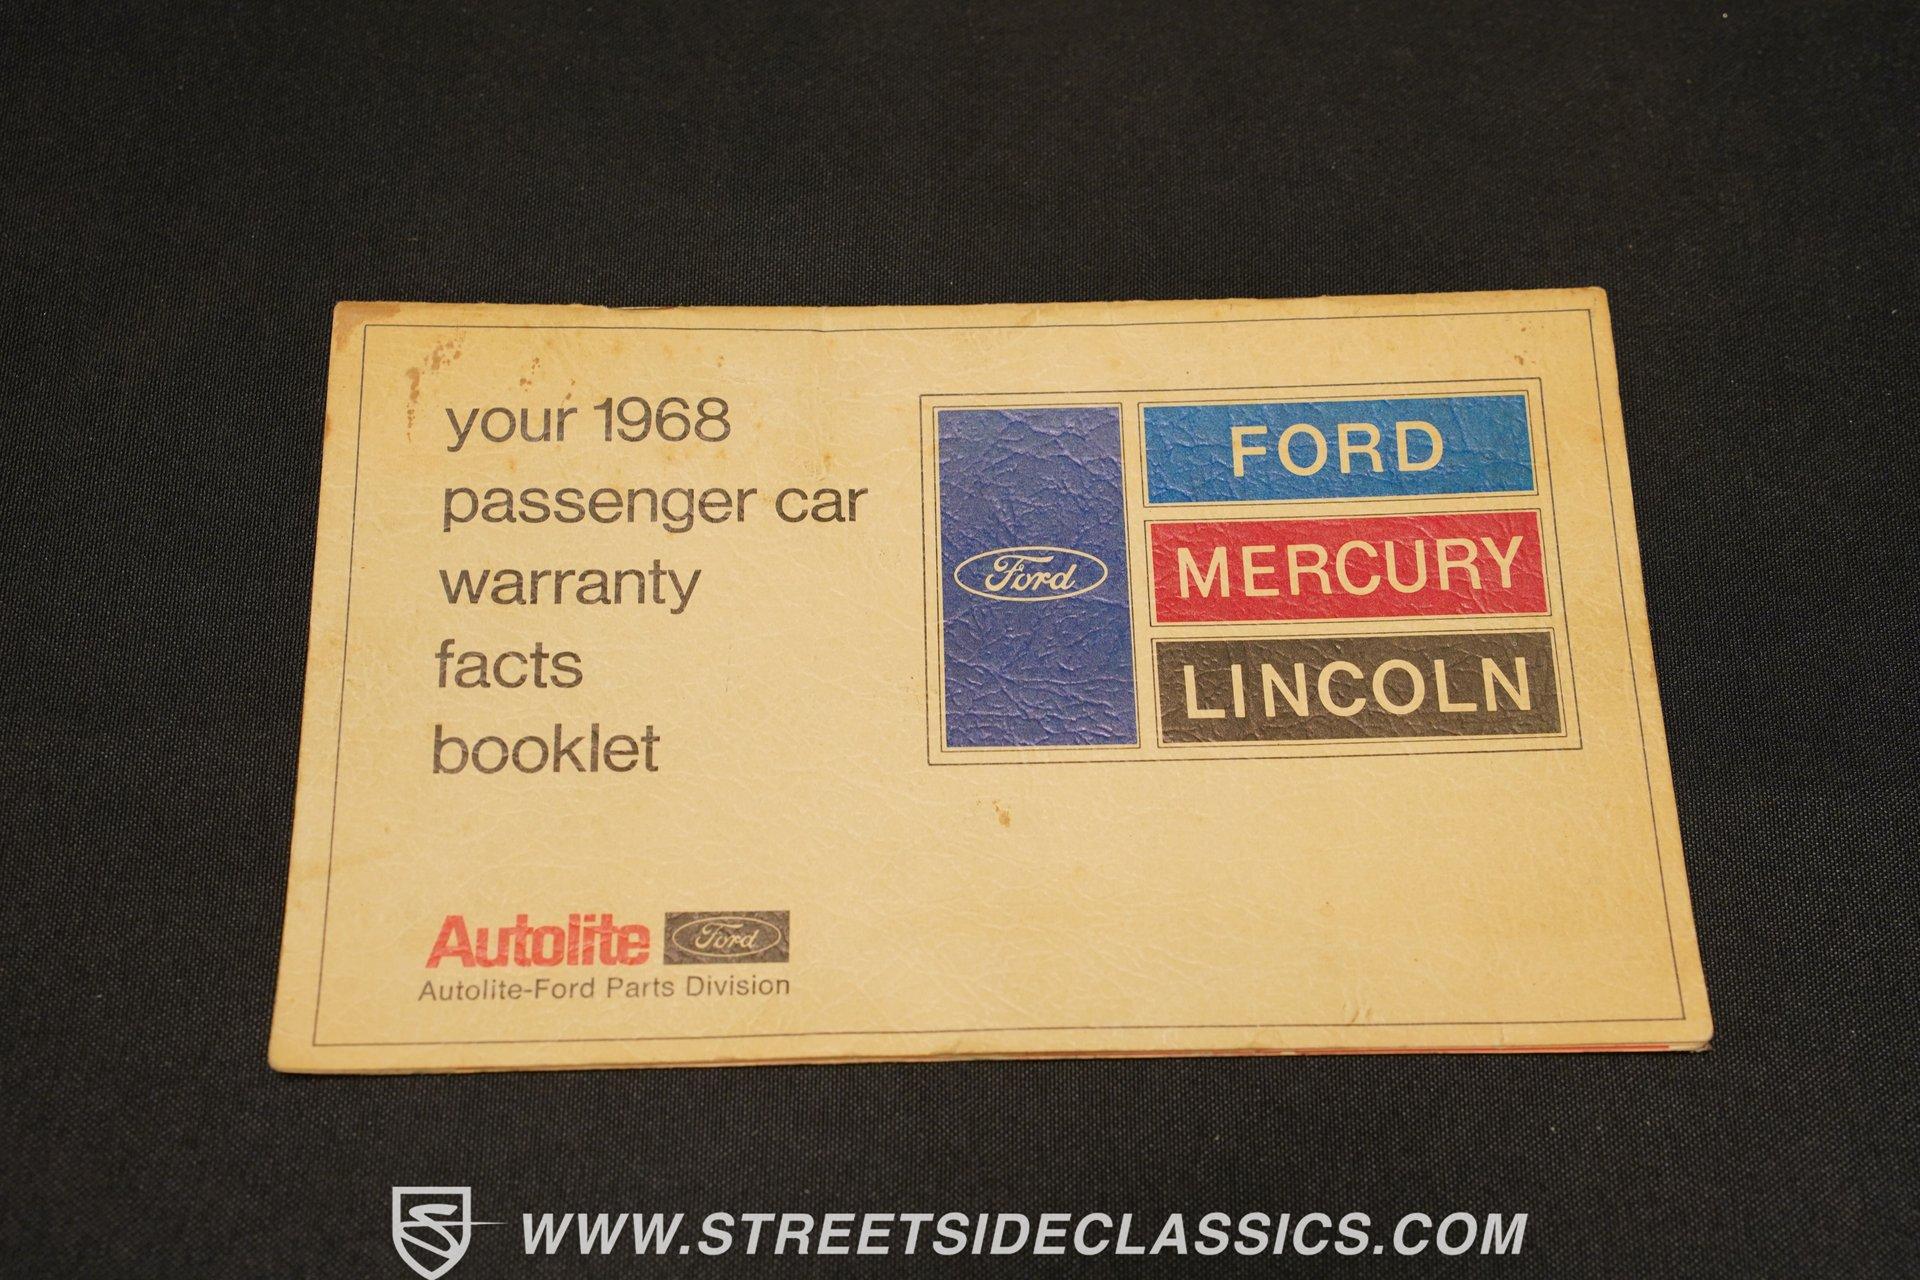 your 1968
passenger car
warranty
facts
booklet
Ford
FORD
MERCURY
LINCOLN
Autolite Ford
Autolite-Ford Parts Division
WWW.STREETSIDECLASSICS.COM